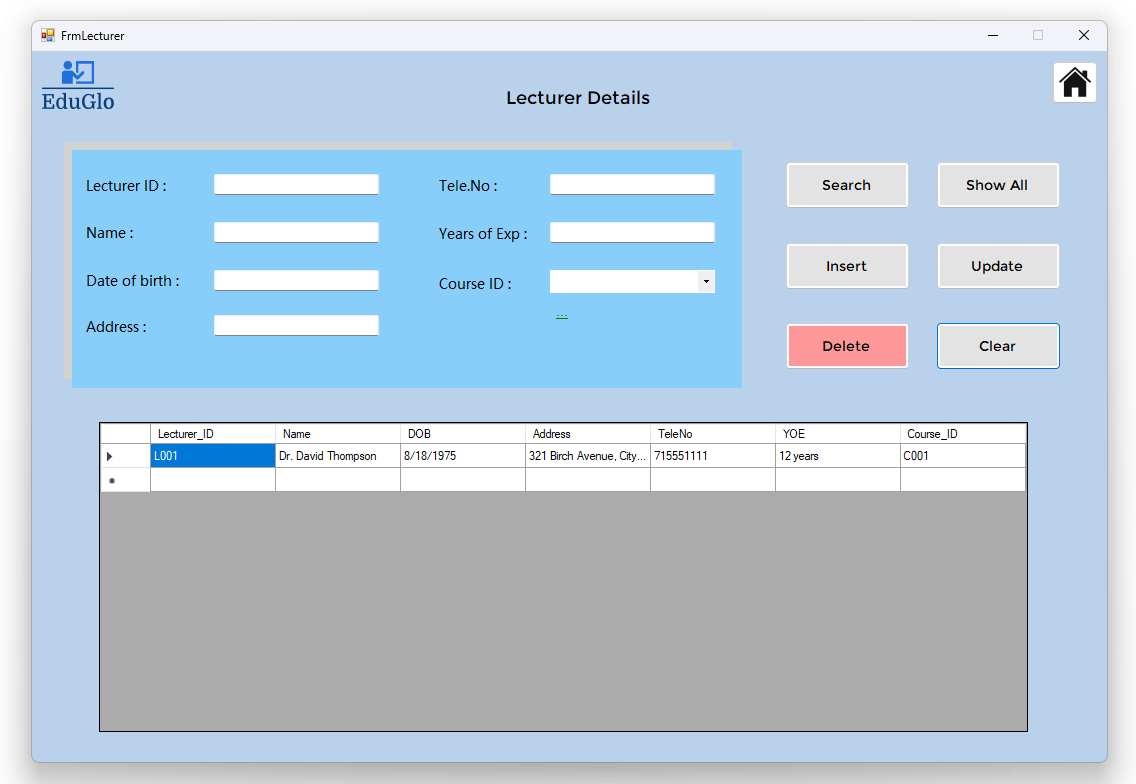 FrmLecturer
EduGlo
Lecturer Details
Lecturer ID :
Tele.No :
Search
Show All
Name :
Years of Exp :
Date of birth :
Course ID :
Insert
Update
...
Address :
Delete
Clear
Lecturer_ID Name DOB Address TeleNo YOE Course_ID
L001 Dr. David Thompson 8/18/1975 321 Birch Avenue, City... 715551111 12 years C001